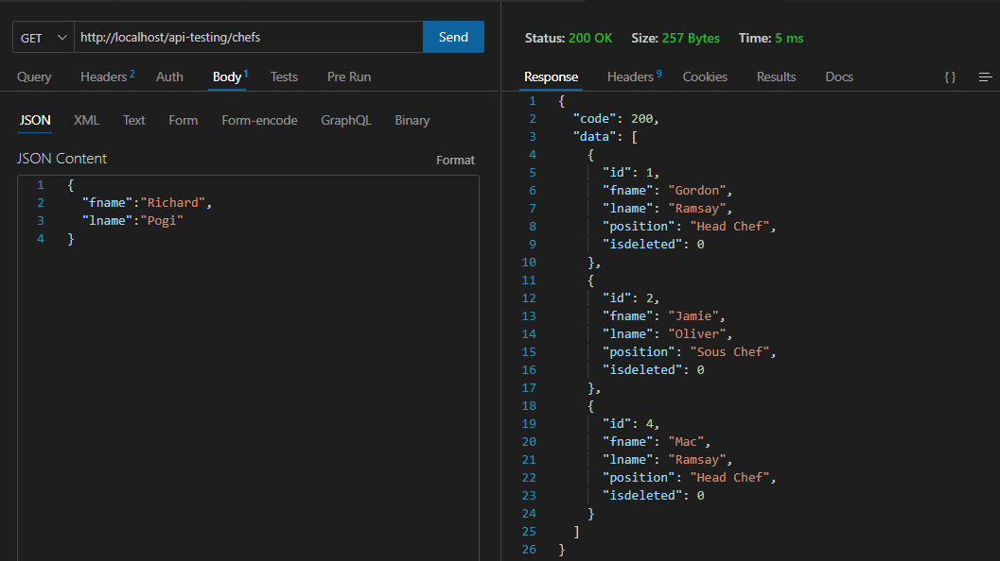 GET http://localhost/api-testing/chefs Send
Query Headers 2 Auth Body 1 Tests Pre Run
JSON XML Text Form Form-encode GraphQL Binary
JSON Content Format
1 {
2 "fname":"Richard",
3 "lname":"Pogi"
4 }
Status: 200 OK Size: 257 Bytes Time: 5 ms
Response Headers 9 Cookies Results Docs { }
1 {
2 "code": 200,
3 "data": [
4 {
5 "id": 1,
6 "fname": "Gordon",
7 "lname": "Ramsay",
8 "position": "Head Chef",
9 "isdeleted": 0
10 },
11 {
12 "id": 2,
13 "fname": "Jamie",
14 "lname": "Oliver",
15 "position": "Sous Chef",
16 "isdeleted": 0
17 },
18 {
19 "id": 4,
20 "fname": "Mac",
21 "lname": "Ramsay",
22 "position": "Head Chef",
23 "isdeleted": 0
24 }
25 ]
26 }